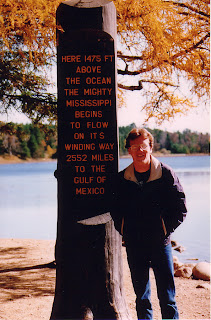 HERE 1475 FT
ABOVE
THE OCEAN
THE MIGHTY
MISSISSIPPI
BEGINS
TO FLOW
ON ITS
WINDING WAY
2552 MILES
TO THE
GULF OF
MEXICO